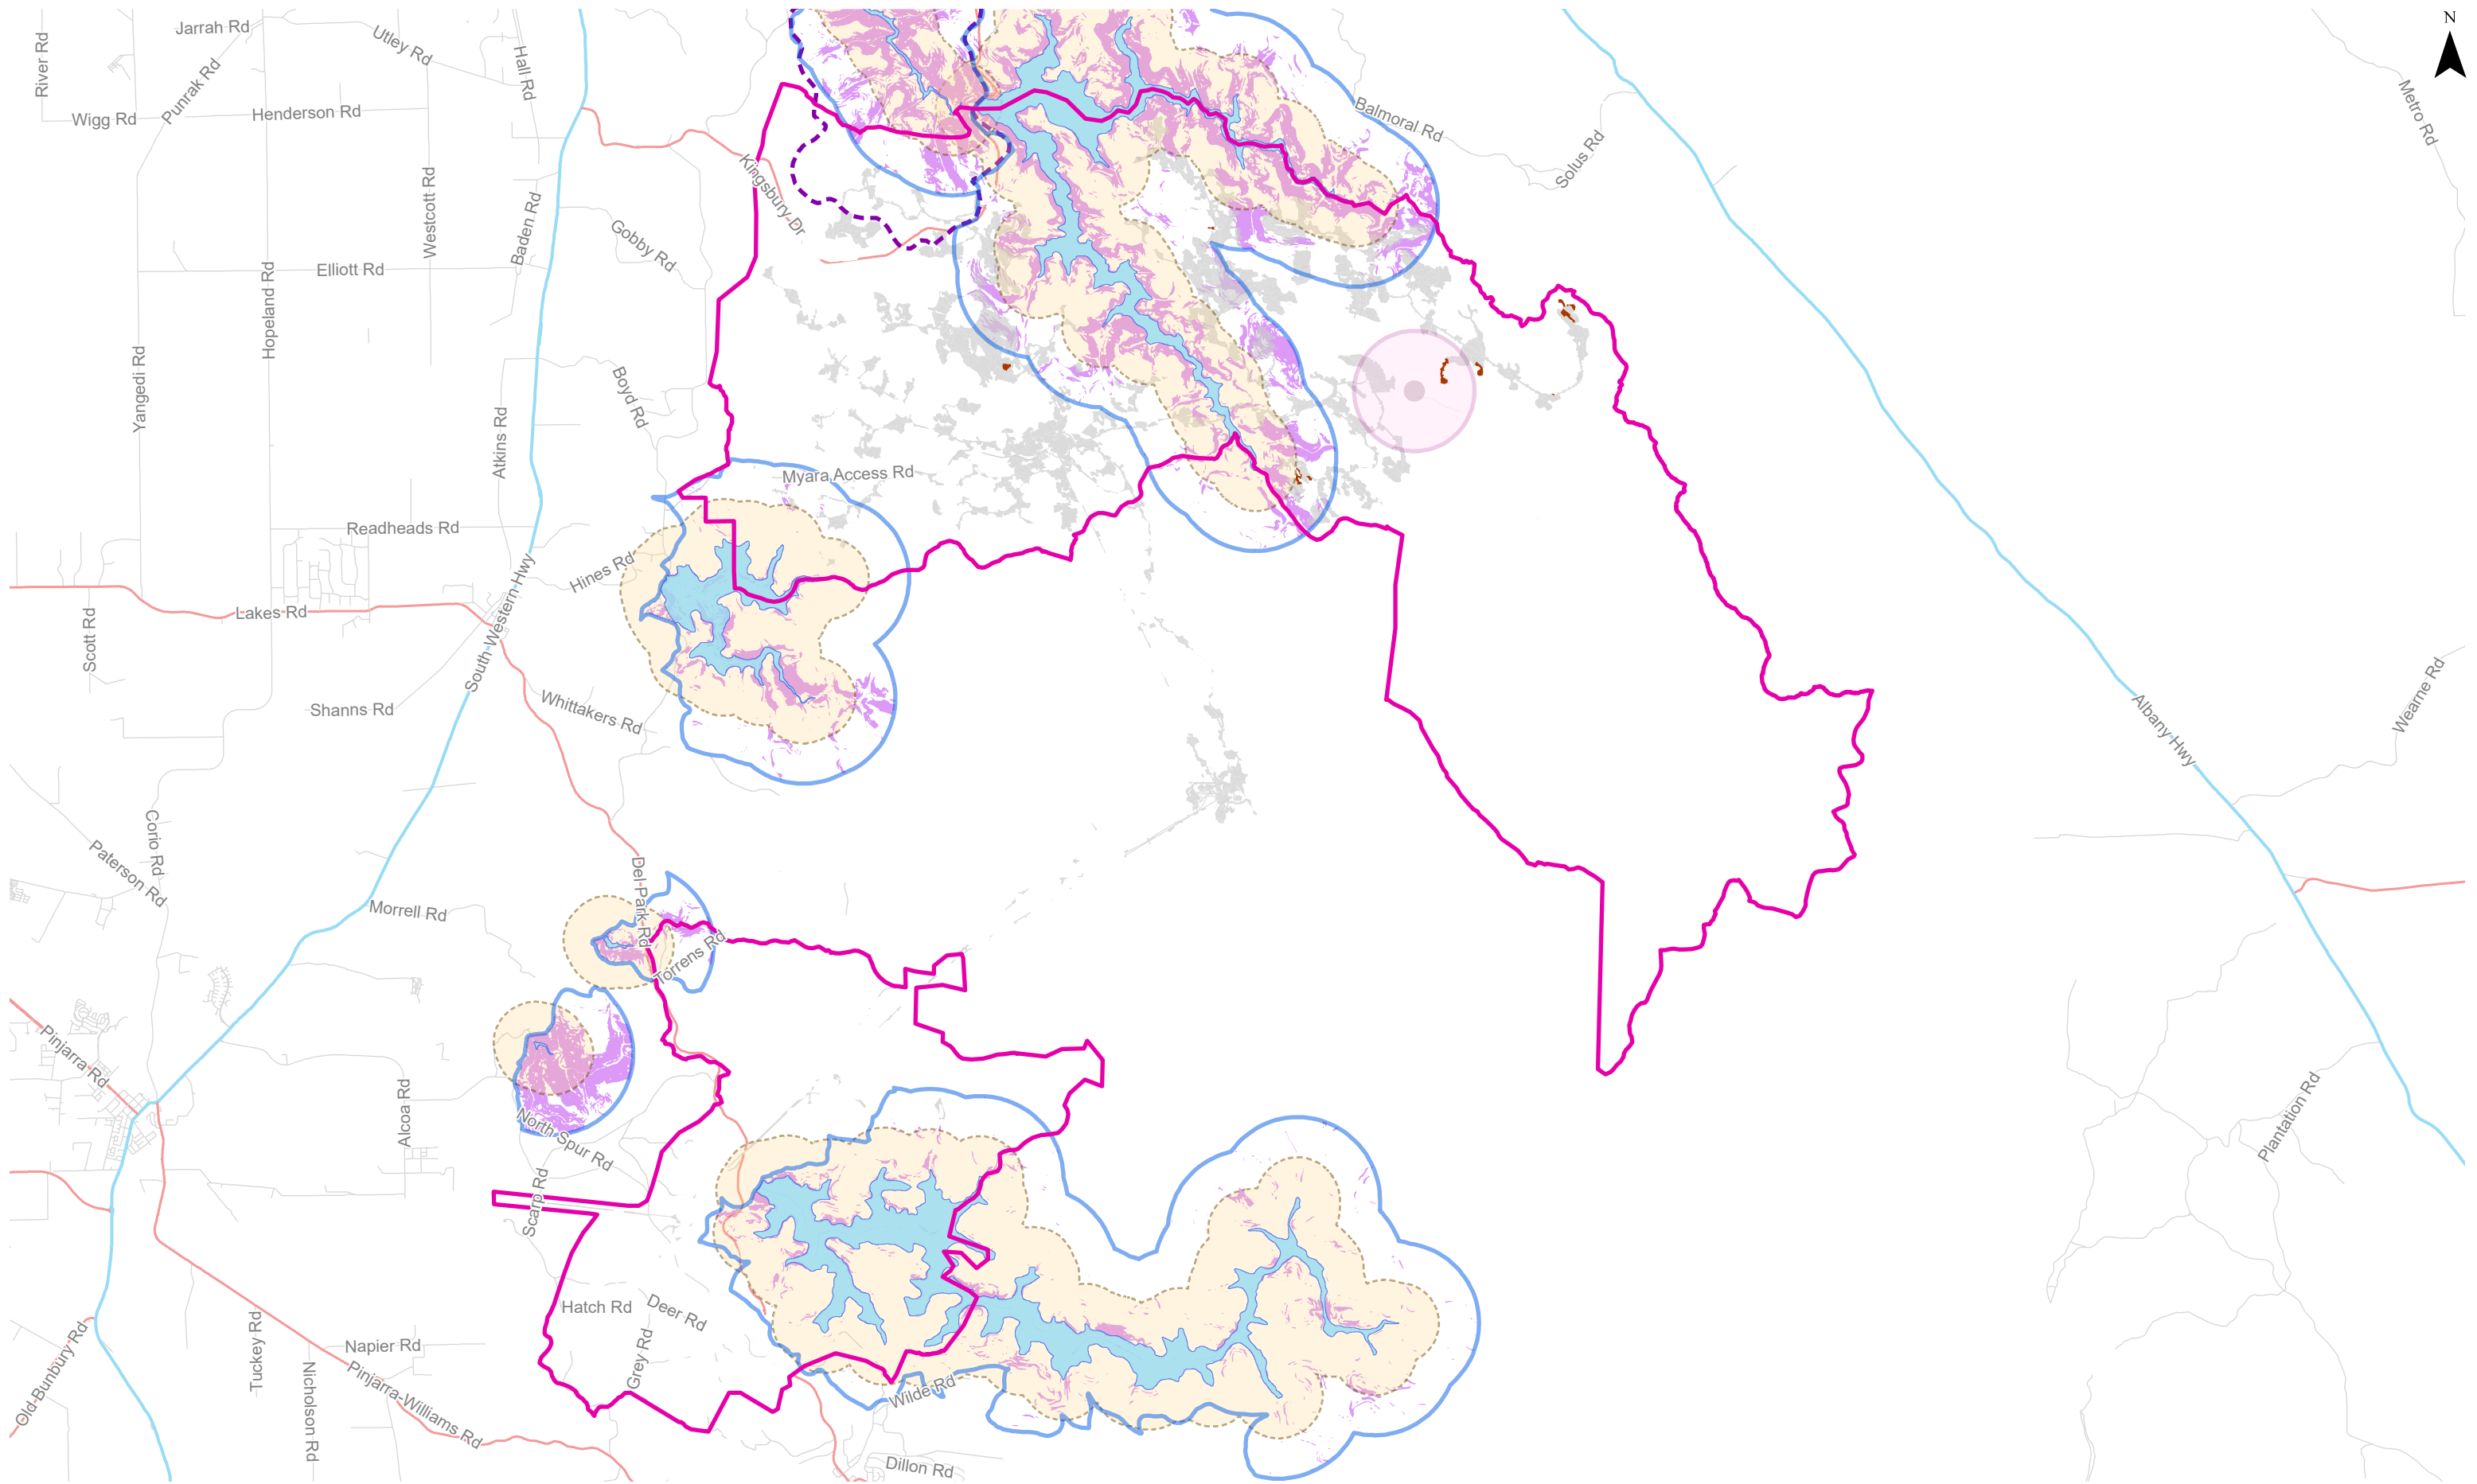 N
Jarrah Rd
Utley Rd
Hall Rd
River Rd
Punrak Rd
Wigg Rd
Henderson Rd
Balmoral Rd
Metro Rd
Solus Rd
Kingsbury Dr
Westcott Rd
Baden Rd
Gobby Rd
Elliott Rd
Hopeland Rd
Yangedi Rd
Boyd Rd
Atkins Rd
Myara Access Rd
Readheads Rd
Hines Rd
South Western Hwy
Lakes Rd
Scott Rd
Shanns Rd
Whittakers Rd
Wearne Rd
Albany Hwy
Corio Rd
Paterson Rd
Del Park Rd
Morrell Rd
Torrens Rd
Pinjarra Rd
Alcoa Rd
North Spur Rd
Plantation Rd
Scarp Rd
Hatch Rd
Deer Rd
Grey Rd
Tuckey Rd
Napier Rd
Old Bunbury Rd
Nicholson Rd
Pinjarra-Williams Rd
Wilde Rd
Dillon Rd